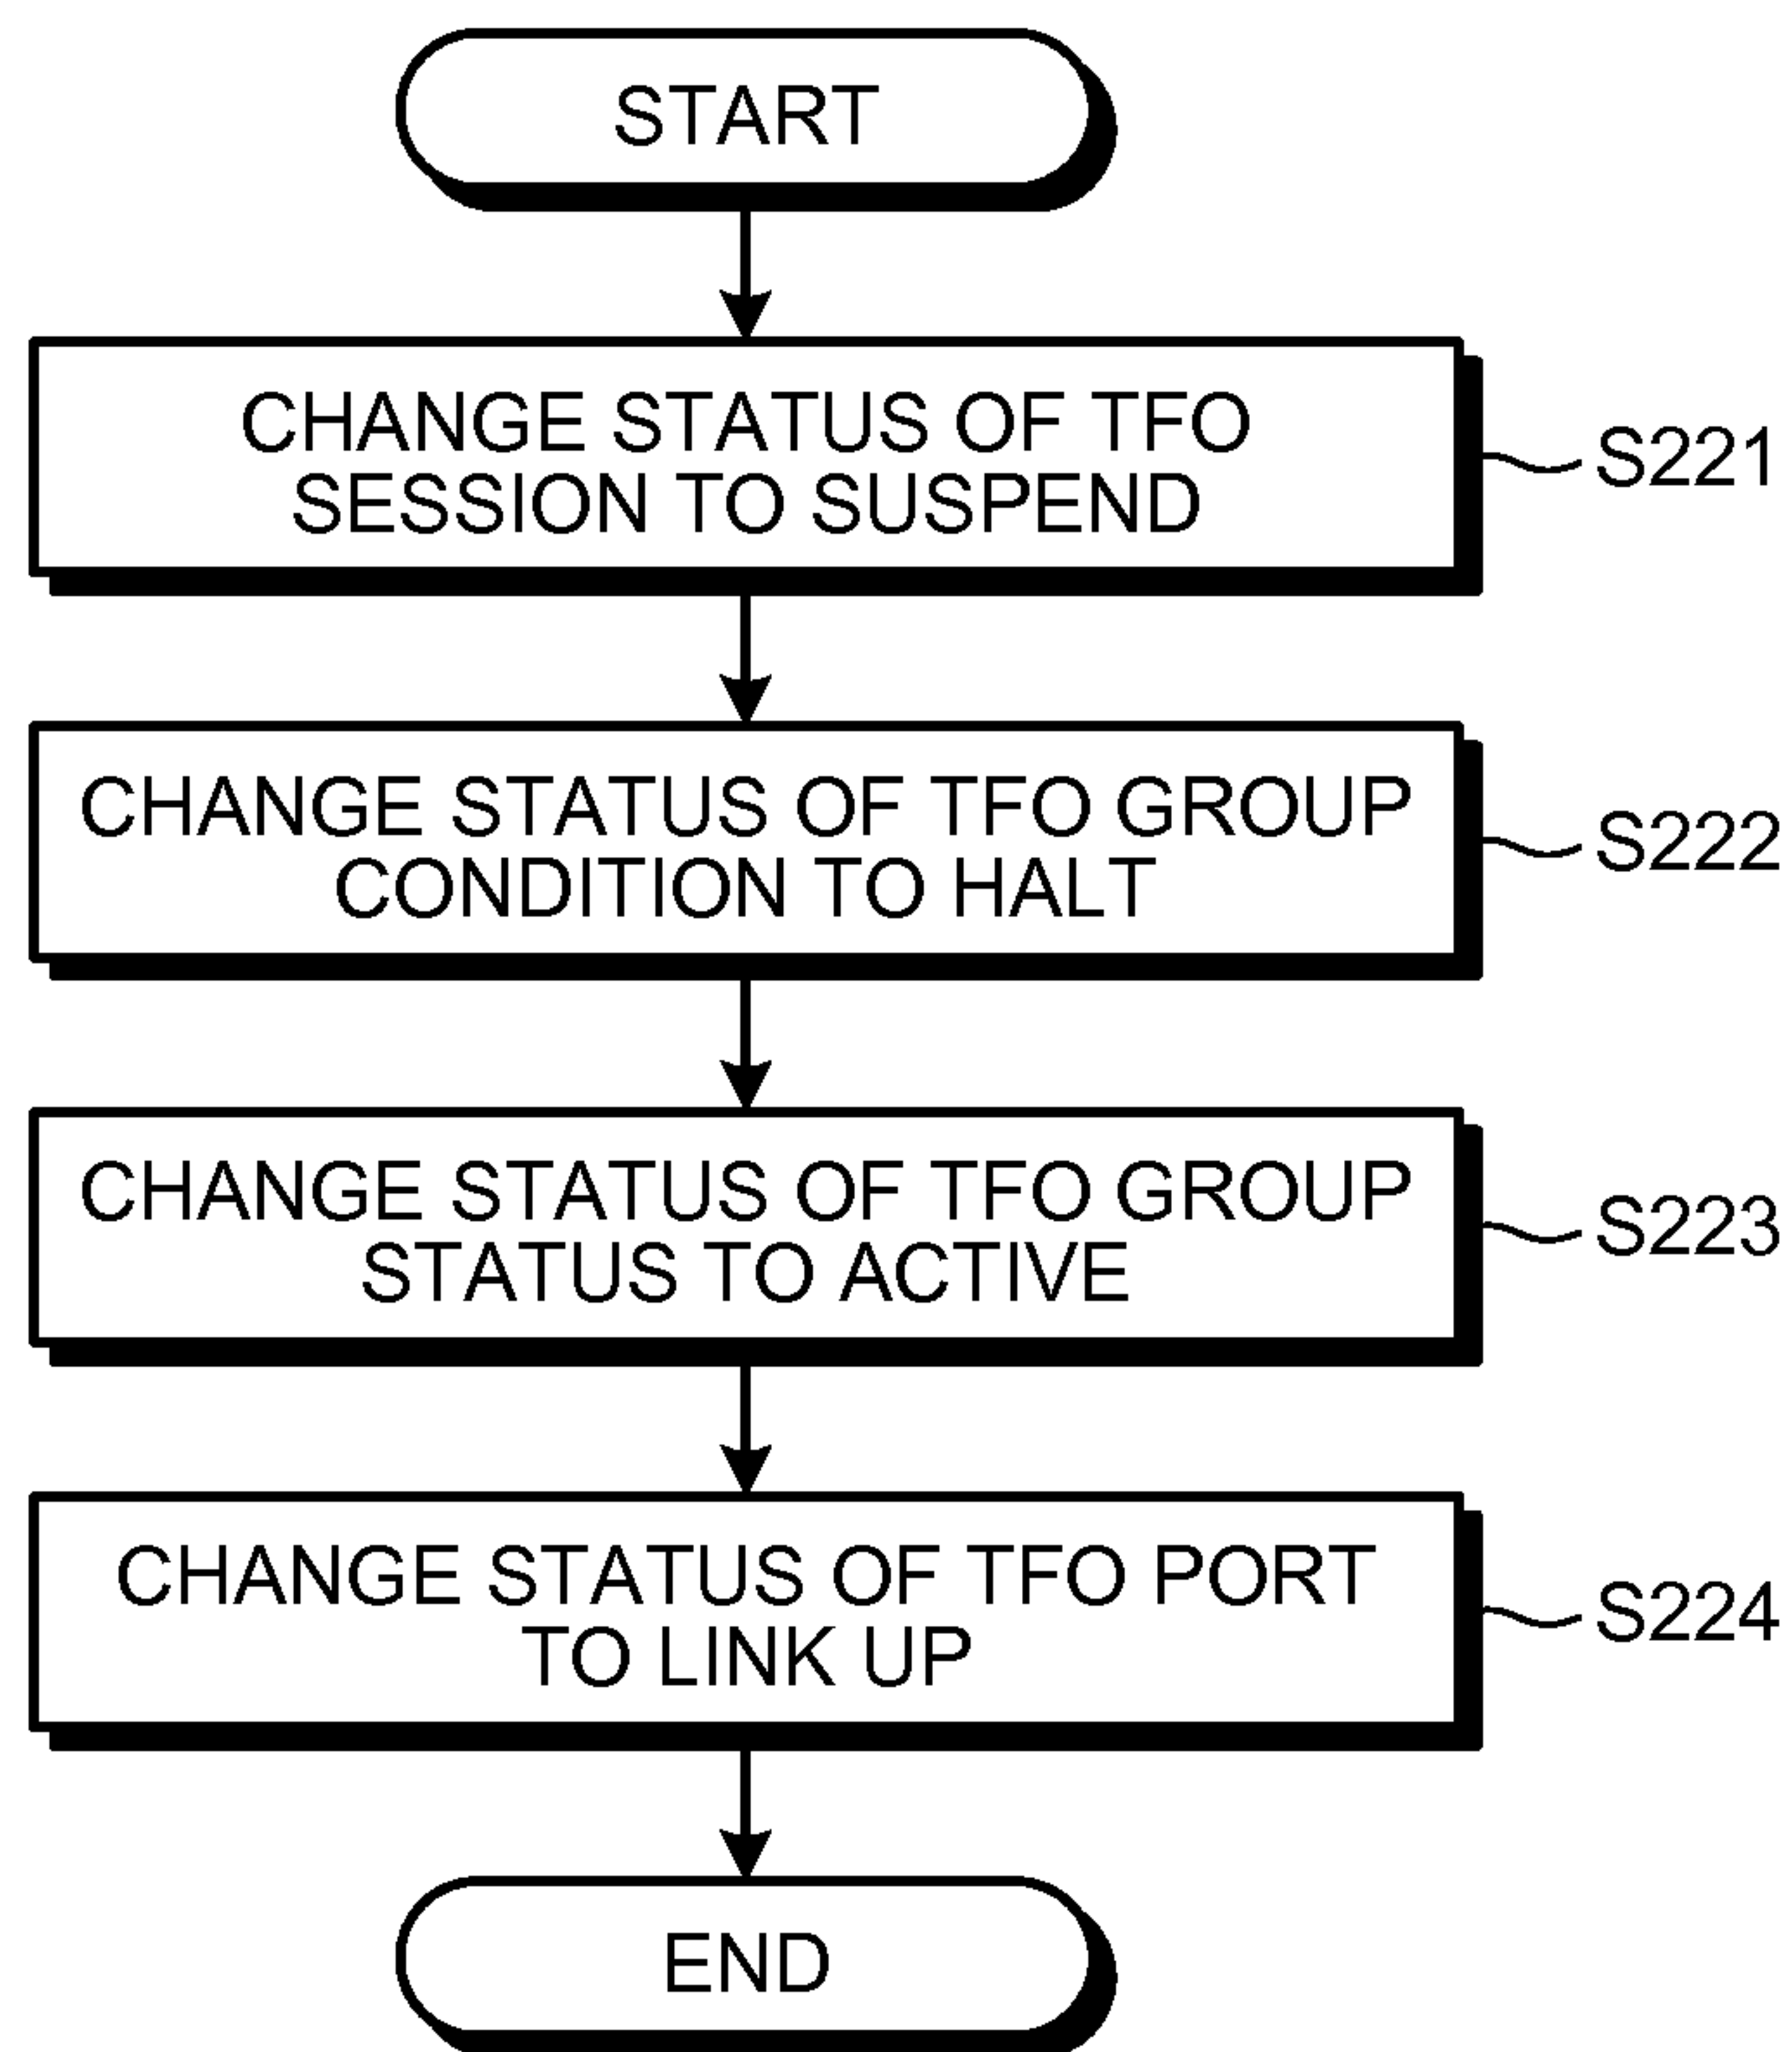 START
CHANGE STATUS OF TFO
SESSION TO SUSPEND
S221
CHANGE STATUS OF TFO GROUP
CONDITION TO HALT
S222
CHANGE STATUS OF TFO GROUP
STATUS TO ACTIVE
S223
CHANGE STATUS OF TFO PORT
TO LINK UP
S224
END